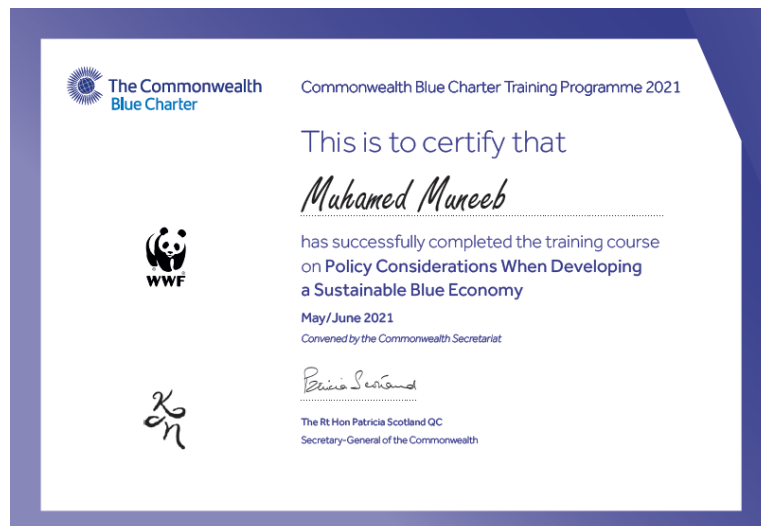 The Commonwealth
Blue Charter
Commonwealth Blue Charter Training Programme 2021
This is to certify that
Muhamed Muneeb
WWF
has successfully completed the training course
on Policy Considerations When Developing
a Sustainable Blue Economy
May/June 2021
Convened by the Commonwealth Secretariat
Patricia Scotland
K
N
The Rt Hon Patricia Scotland QC
Secretary-General of the Commonwealth